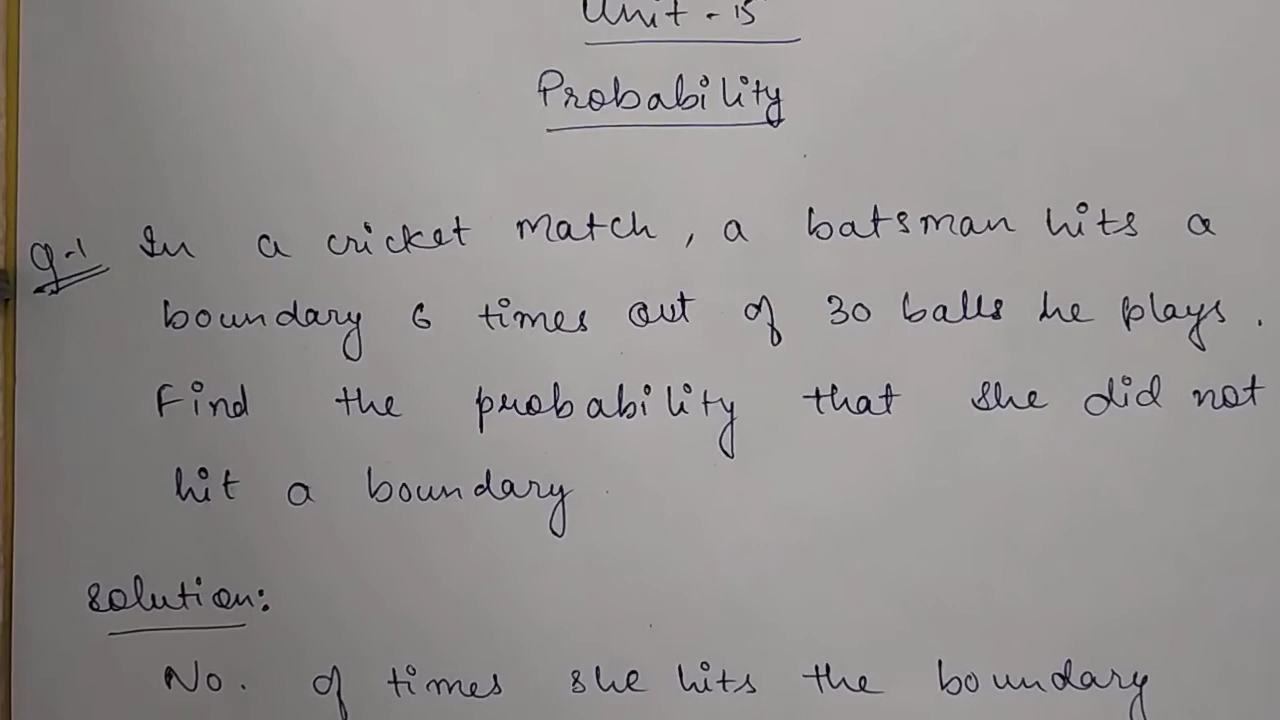 Unit - 15
Probability
Q-1 In a cricket match, a batsman hits a
boundary 6 times out of 30 balls he plays.
Find the probability that she did not
hit a boundary
Solution:
No. of times she hits the boundary